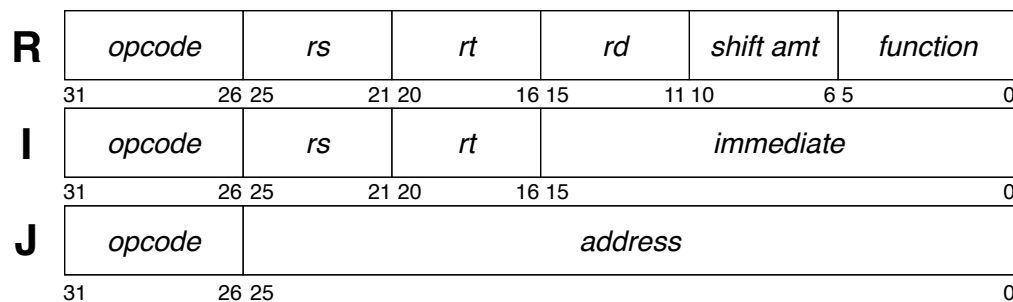 R opcode rs rt rd shift amt function
31 26 25 21 20 16 15 11 10 6 5 0
I opcode rs rt immediate
31 26 25 21 20 16 15 0
J opcode address
31 26 25 0